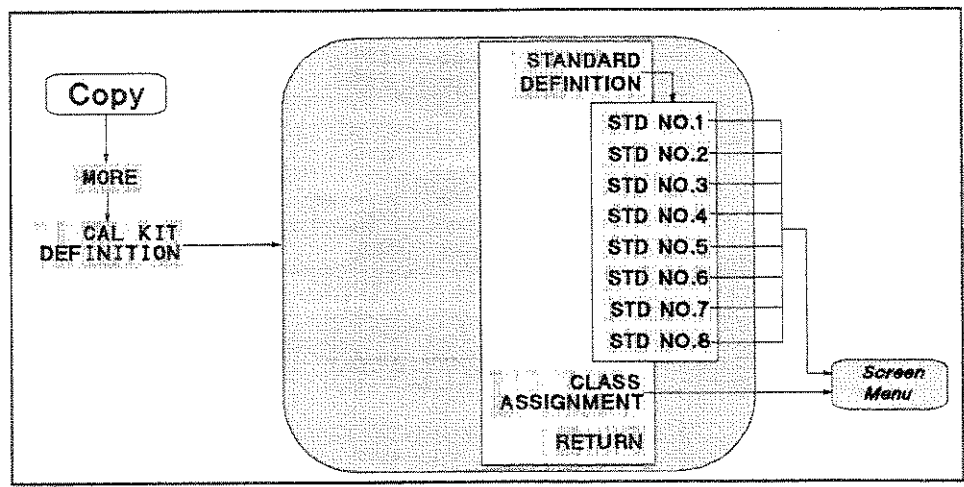 Copy
MORE
CAL KIT
DEFINITION
STANDARD
DEFINITION
STD NO.1
STD NO.2
STD NO.3
STD NO.4
STD NO.5
STD NO.6
STD NO.7
STD NO.8
CLASS
ASSIGNMENT
RETURN
Screen
Menu